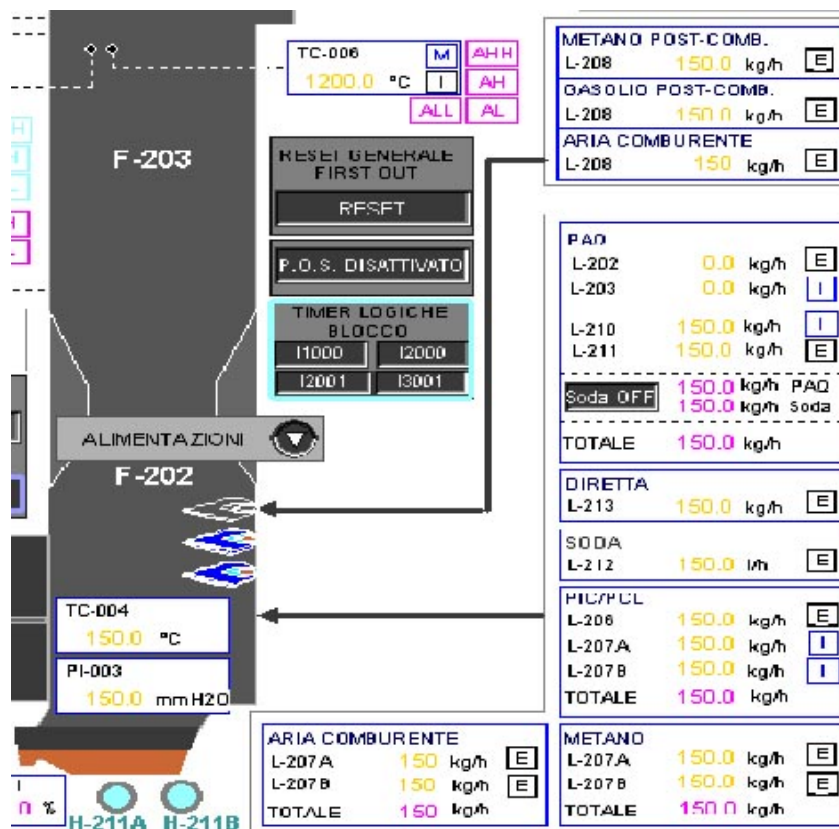 TC-006 M AHH
1200.0 °C I AH
ALL AL
METANO POST-COMB.
L-208 150.0 kg/h E
GASOLIO POST-COMB.
L-208 150.0 kg/h E
ARIA COMBURENTE
L-208 150 kg/h E
F-203
RESET GENERALE
FIRST OUT
RESET
P.O.S. DISATTIVATO
TIMER LOGICHE
BLOCCO
I1000 I2000
I2001 I3001
ALIMENTAZIONI
F-202
PAO
L-202 0.0 kg/h E
L-203 0.0 kg/h I
L-210 150.0 kg/h I
L-211 150.0 kg/h E
Soda OFF 150.0 kg/h PAO
150.0 kg/h Soda
TOTALE 150.0 kg/h
DIRETTA
L-213 150.0 kg/h E
SODA
L-212 150.0 l/h E
PIC/PCL
L-206 150.0 kg/h E
L-207A 150.0 kg/h I
L-207B 150.0 kg/h I
TOTALE 150.0 kg/h
TC-004
150.0 °C
PI-003
150.0 mmH2O
ARIA COMBURENTE
L-207A 150 kg/h E
L-207B 150 kg/h E
TOTALE 150 kg/h
METANO
L-207A 150.0 kg/h E
L-207B 150.0 kg/h E
TOTALE 150.0 kg/h
%
H-211A H-211B